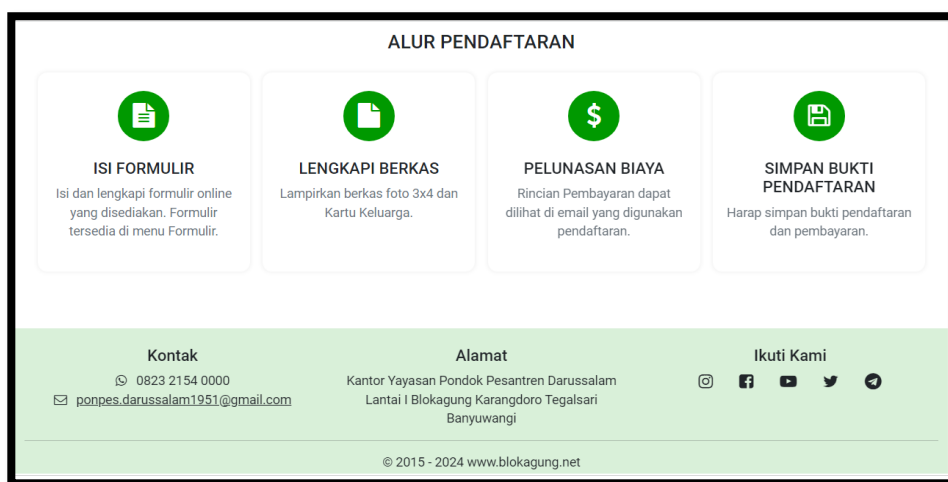 ALUR PENDAFTARAN
ISI FORMULIR
Isi dan lengkapi formulir online
yang disediakan. Formulir
tersedia di menu Formulir.
LENGKAPI BERKAS
Lampirkan berkas foto 3x4 dan
Kartu Keluarga.
PELUNASAN BIAYA
Rincian Pembayaran dapat
dilihat di email yang digunakan
pendaftaran.
SIMPAN BUKTI
PENDAFTARAN
Harap simpan bukti pendaftaran
dan pembayaran.
Kontak
0823 2154 0000
ponpes.darussalam1951@gmail.com
Alamat
Kantor Yayasan Pondok Pesantren Darussalam
Lantai I Blokagung Karangdoro Tegalsari
Banyuwangi
Ikuti Kami
© 2015 - 2024 www.blokagung.net